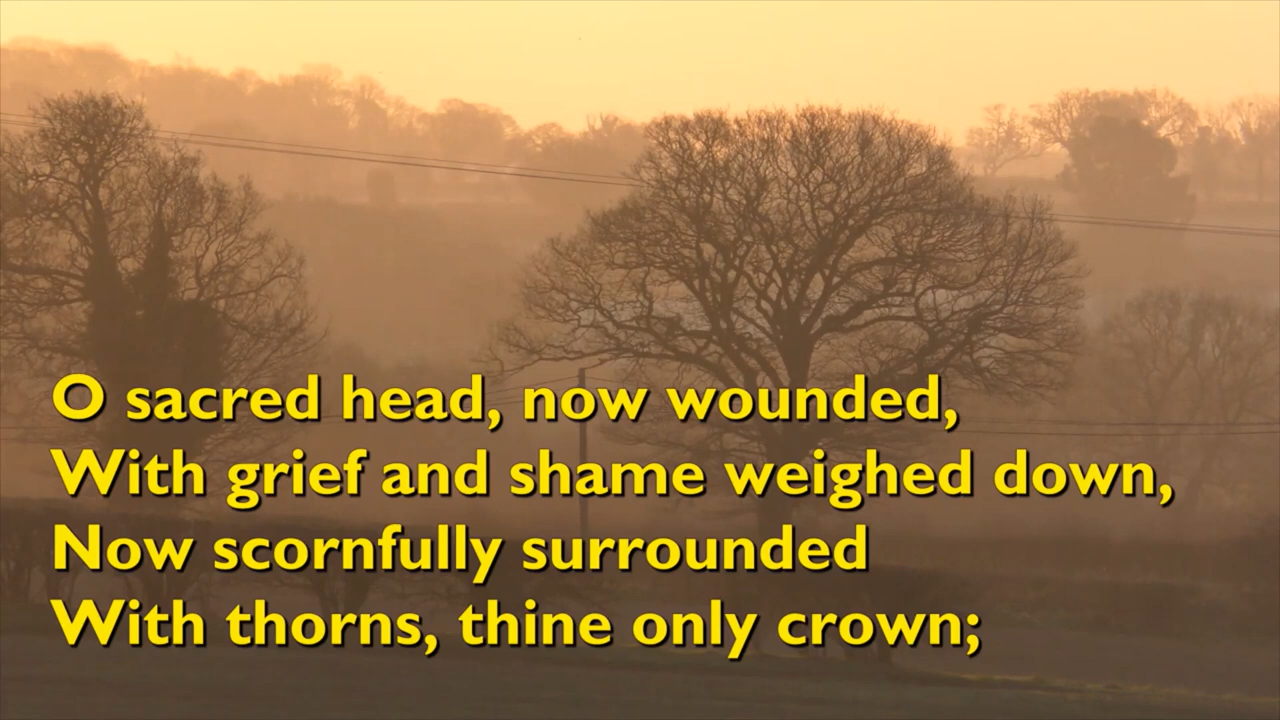 O sacred head, now wounded,
With grief and shame weighed down,
Now scornfully surrounded
With thorns, thine only crown;